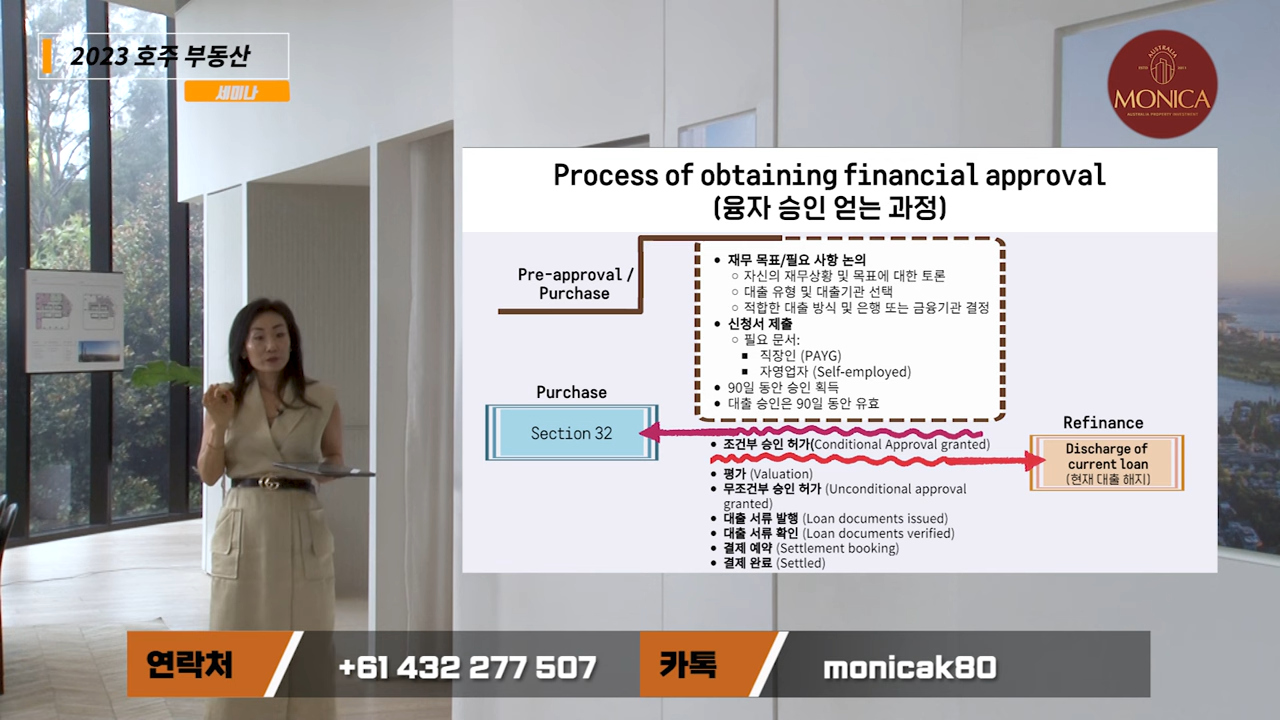 2023 호주 부동산
세미나
AUSTRALIA
MONICA
AUSTRALIA PROPERTY INVESTMENT
Process of obtaining financial approval
(융자 승인 얻는 과정)
Pre-approval /
Purchase
• 재무 목표/필요 사항 논의
○ 자신의 재무상황 및 목표에 대한 토론
○ 대출 유형 및 대출기관 선택
○ 적합한 대출 방식 및 은행 또는 금융기관 결정
• 신청서 제출
○ 필요 문서:
■ 직장인 (PAYG)
■ 자영업자 (Self-employed)
• 90일 동안 승인 획득
• 대출 승인은 90일 동안 유효
Purchase
Section 32
• 조건부 승인 허가(Conditional Approval granted)
Refinance
Discharge of
current loan
(현재 대출 해지)
• 평가 (Valuation)
• 무조건부 승인 허가 (Unconditional approval
granted)
• 대출 서류 발행 (Loan documents issued)
• 대출 서류 확인 (Loan documents verified)
• 결제 예약 (Settlement booking)
• 결제 완료 (Settled)
연락처
+61 432 277 507
카톡
monicak80